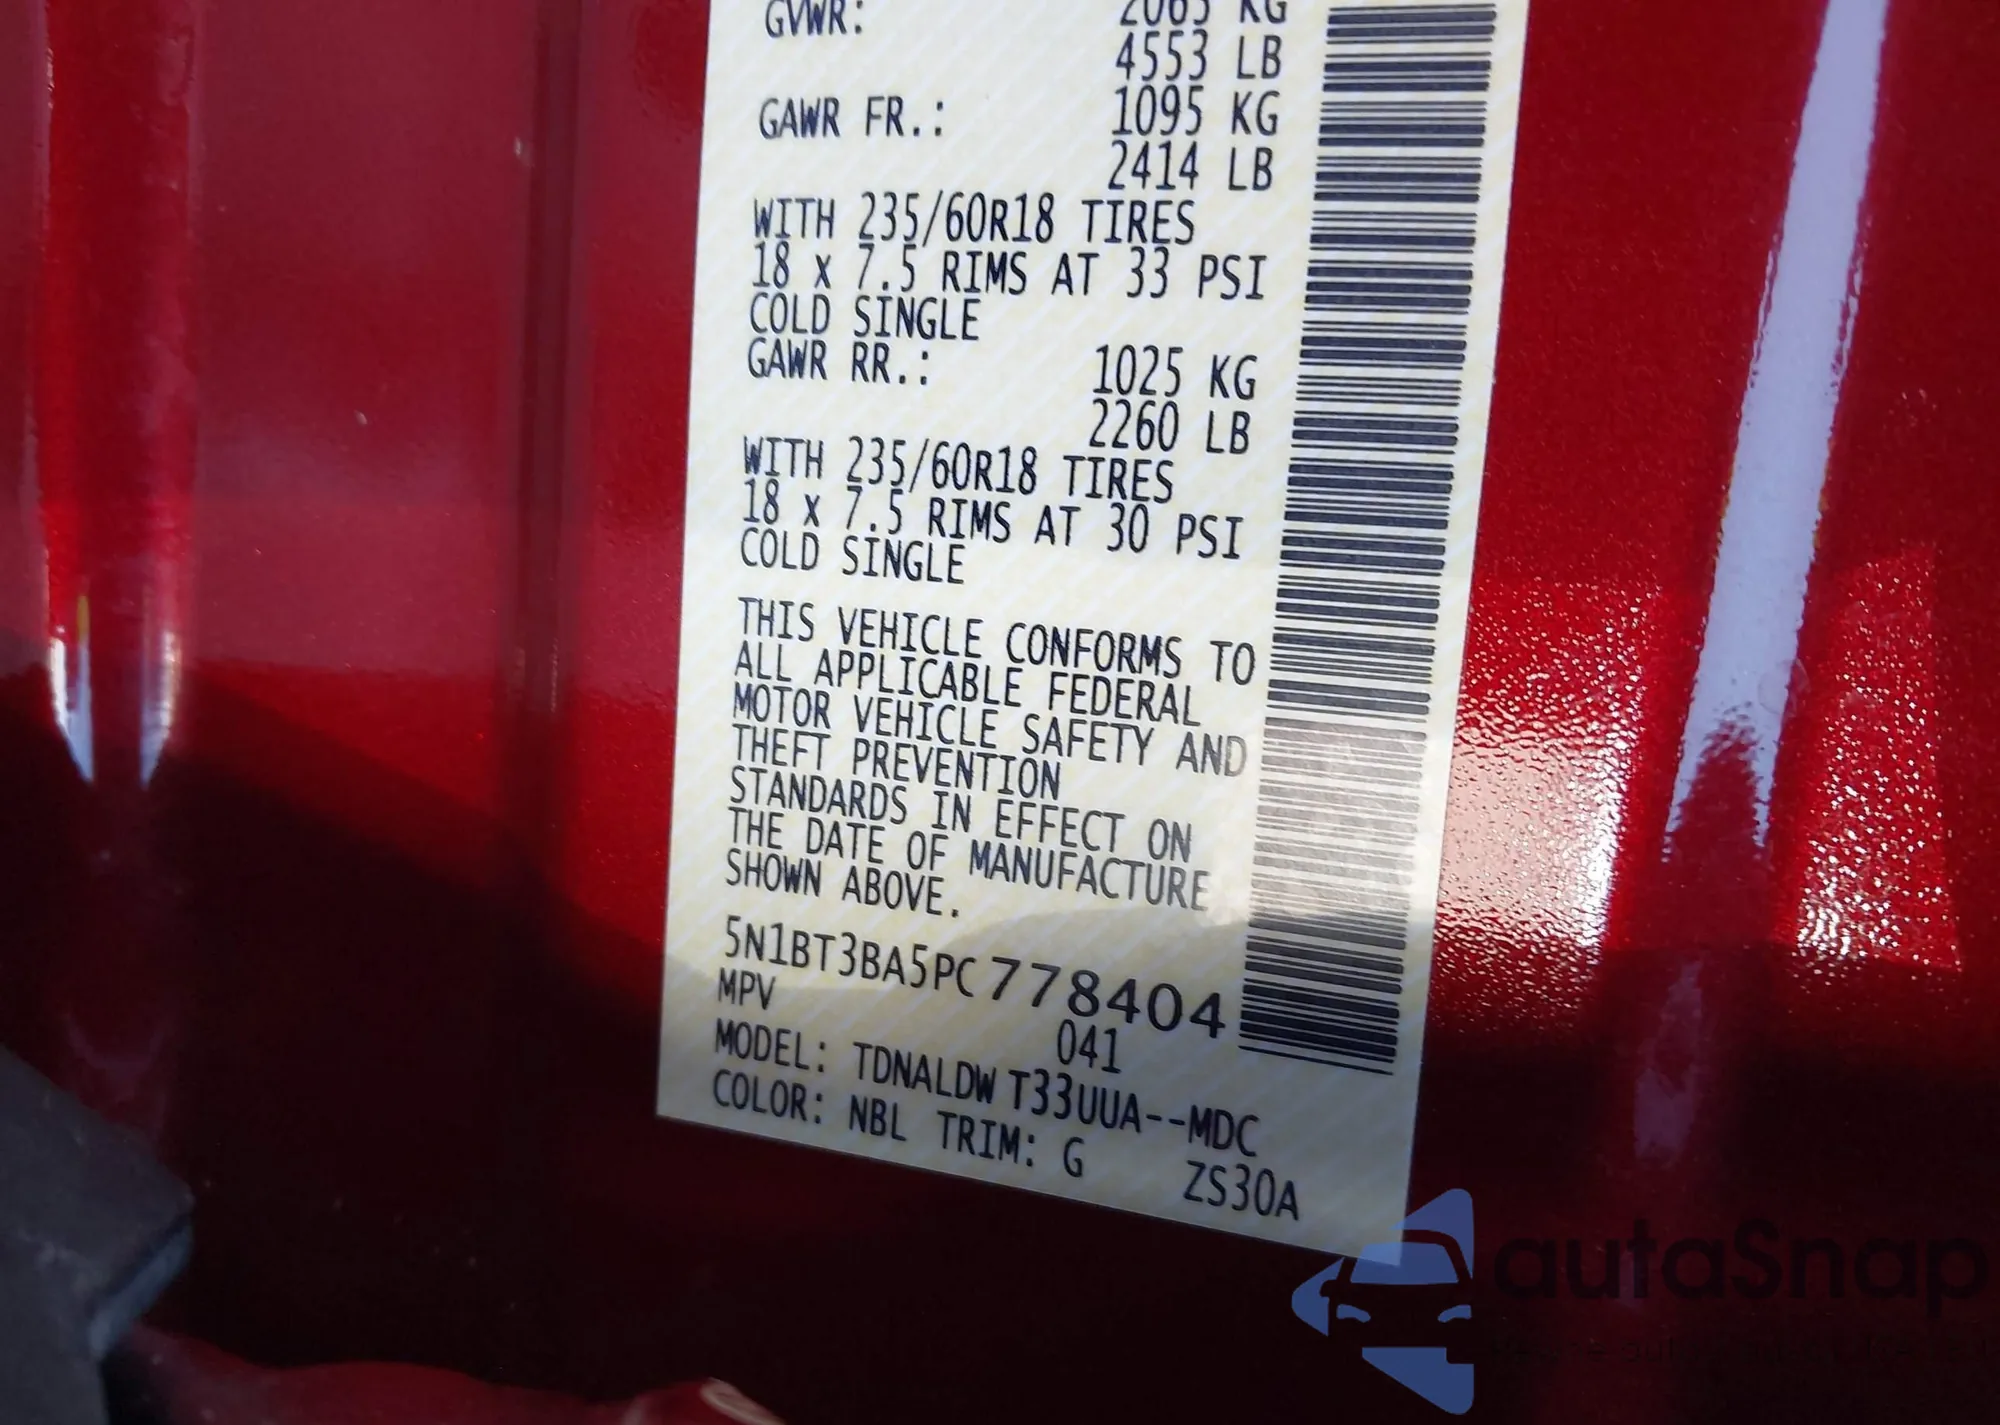 GVWR: 2065 KG
4553 LB
GAWR FR.: 1095 KG
2414 LB
WITH 235/60R18 TIRES
18 x 7.5 RIMS AT 33 PSI
COLD SINGLE
GAWR RR.: 1025 KG
2260 LB
WITH 235/60R18 TIRES
18 x 7.5 RIMS AT 30 PSI
COLD SINGLE
THIS VEHICLE CONFORMS TO
ALL APPLICABLE FEDERAL
MOTOR VEHICLE SAFETY AND
THEFT PREVENTION
STANDARDS IN EFFECT ON
THE DATE OF MANUFACTURE
SHOWN ABOVE.
5N1BT3BA5PC778404
MPV 041
MODEL: TDNALDW T33UUA--MDC
COLOR: NBL TRIM: G ZS30A
autaSnap